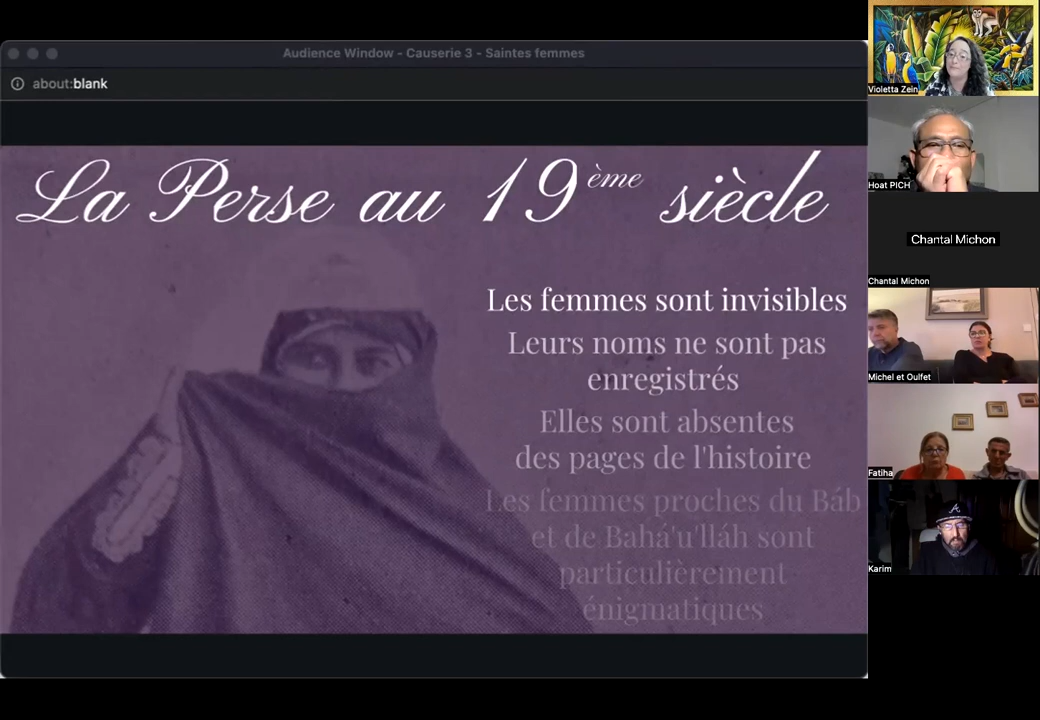 Audience Window - Causerie 3 - Saintes femmes
about:blank
La Perse au 19ème siècle
Les femmes sont invisibles
Leurs noms ne sont pas
enregistrés
Elles sont absentes
des pages de l'histoire
Les femmes proches du Báb
et de Bahá'u'lláh sont
particulièrement
énigmatiques
Violetta Zein
Hoat PICH
Chantal Michon
Chantal Michon
Michel et Oulfet
Fatiha
Karim